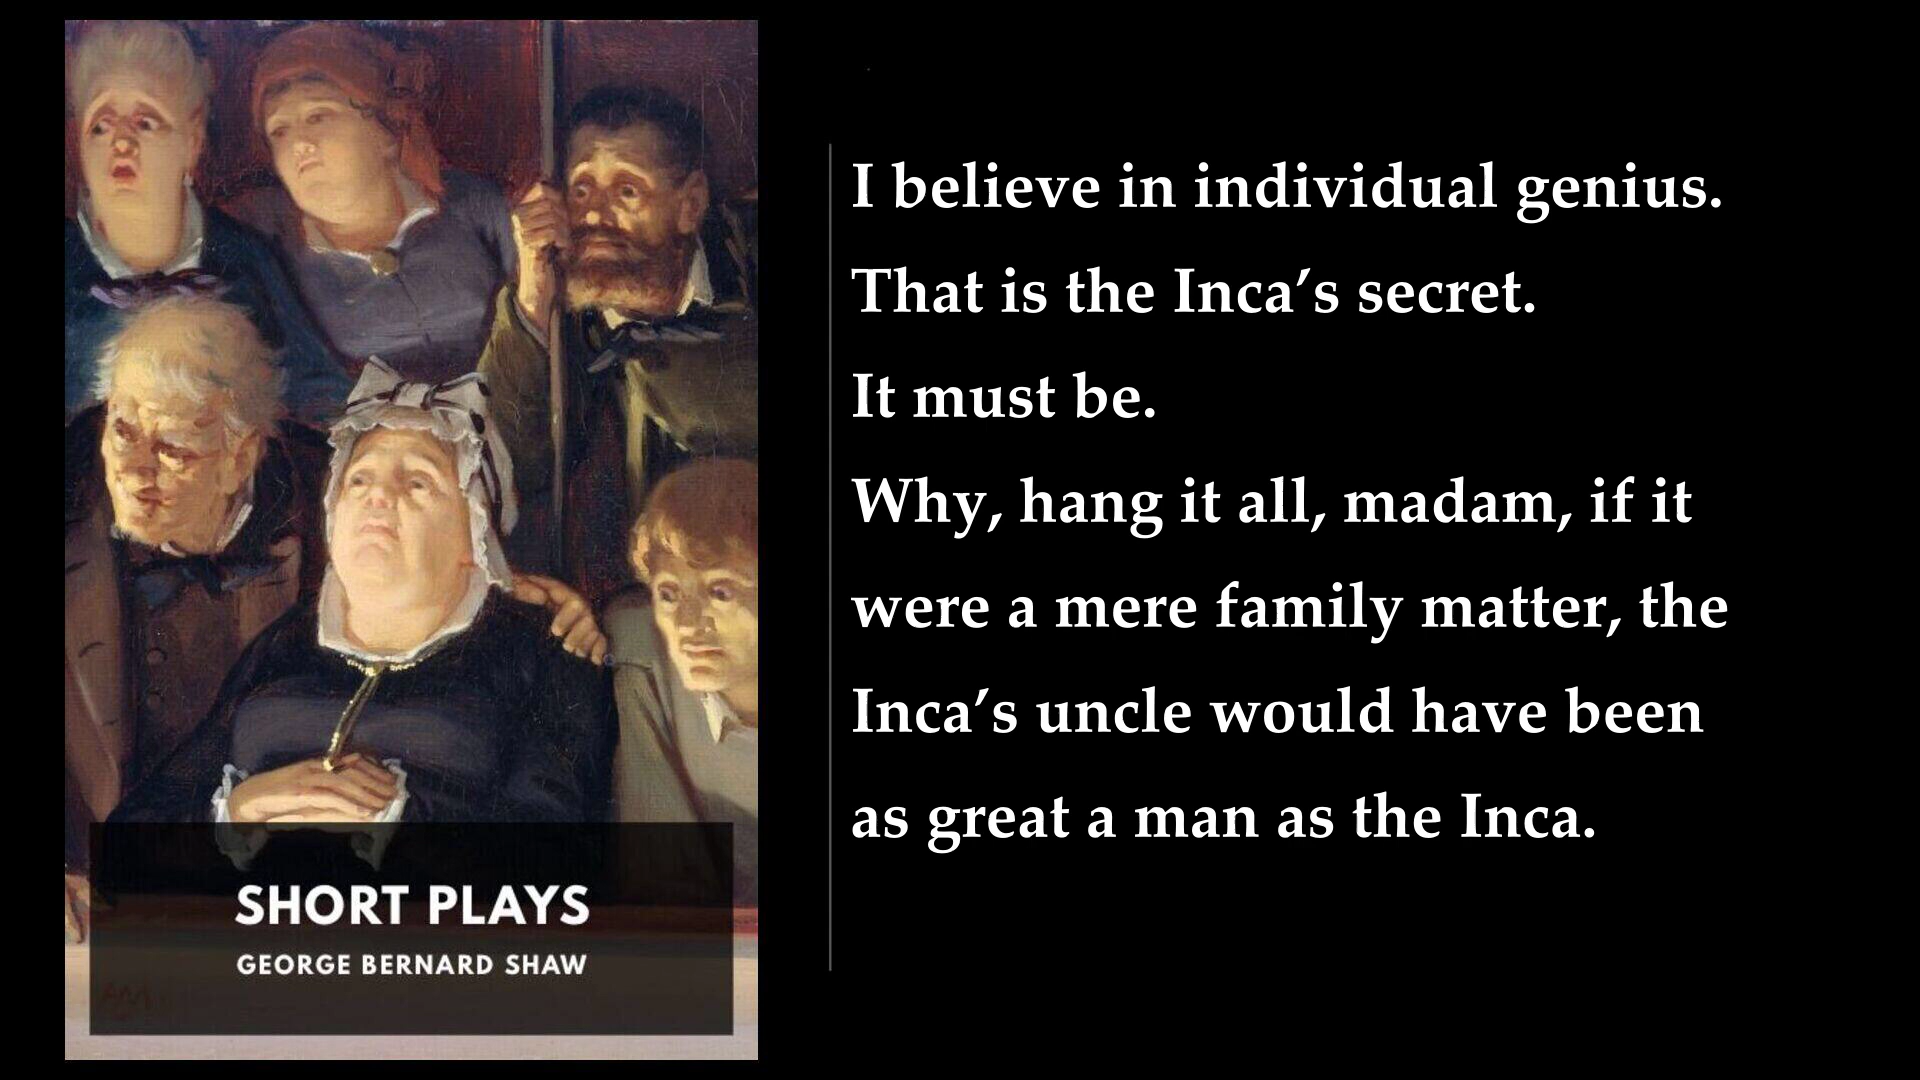 I believe in individual genius.
That is the Inca’s secret.
It must be.
Why, hang it all, madam, if it
were a mere family matter, the
Inca’s uncle would have been
as great a man as the Inca.
SHORT PLAYS
GEORGE BERNARD SHAW